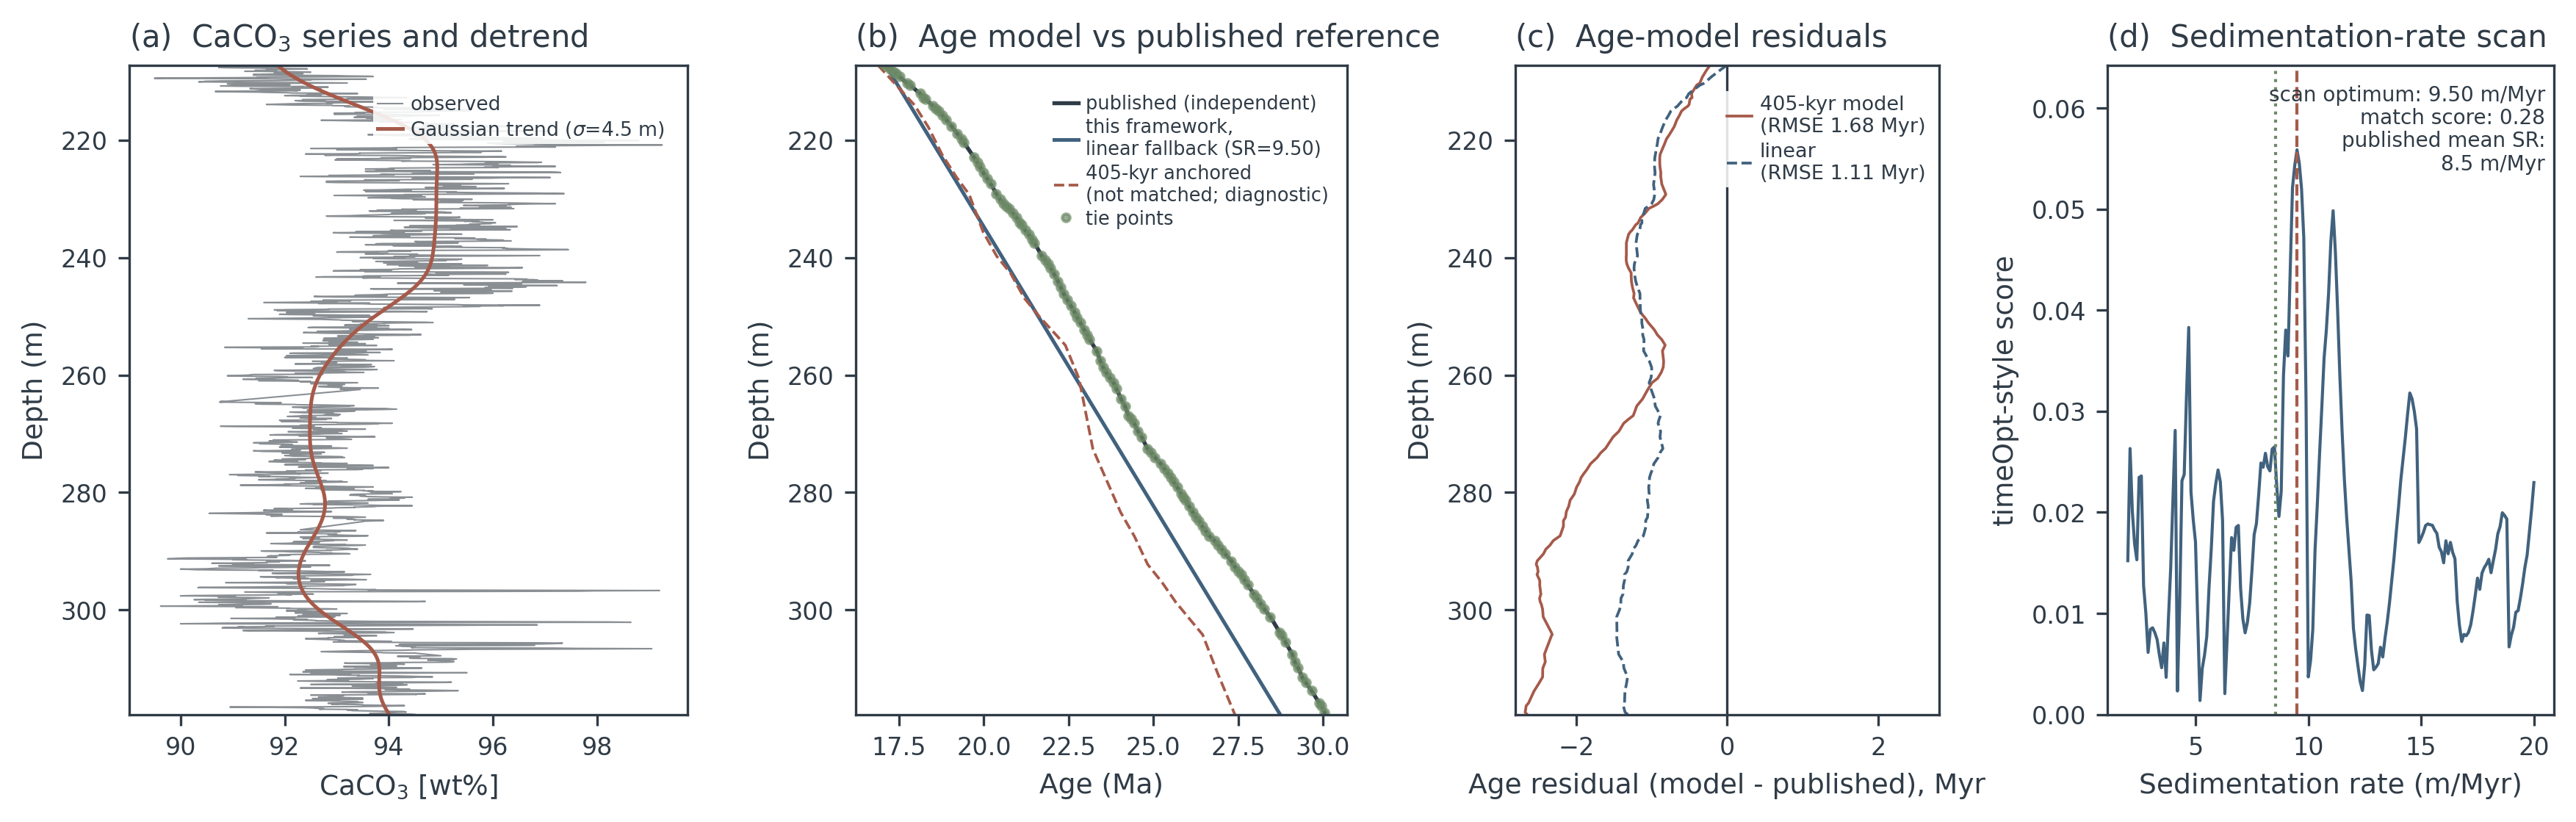 (a) CaCO₃ series and detrend
observed
Gaussian trend (σ=4.5 m)
220
240
260
280
300
Depth (m)
90 92 94 96 98
CaCO₃ [wt%]
(b) Age model vs published reference
published (independent)
this framework,
linear fallback (SR=9.50)
405-kyr anchored
(not matched; diagnostic)
tie points
220
240
260
280
300
Depth (m)
17.5 20.0 22.5 25.0 27.5 30.0
Age (Ma)
(c) Age-model residuals
405-kyr model
(RMSE 1.68 Myr)
linear
(RMSE 1.11 Myr)
220
240
260
280
300
Depth (m)
−2 0 2
Age residual (model - published), Myr
(d) Sedimentation-rate scan
scan optimum: 9.50 m/Myr
match score: 0.28
published mean SR:
8.5 m/Myr
0.06
0.05
0.04
0.03
0.02
0.01
0.00
timeOpt-style score
5 10 15 20
Sedimentation rate (m/Myr)